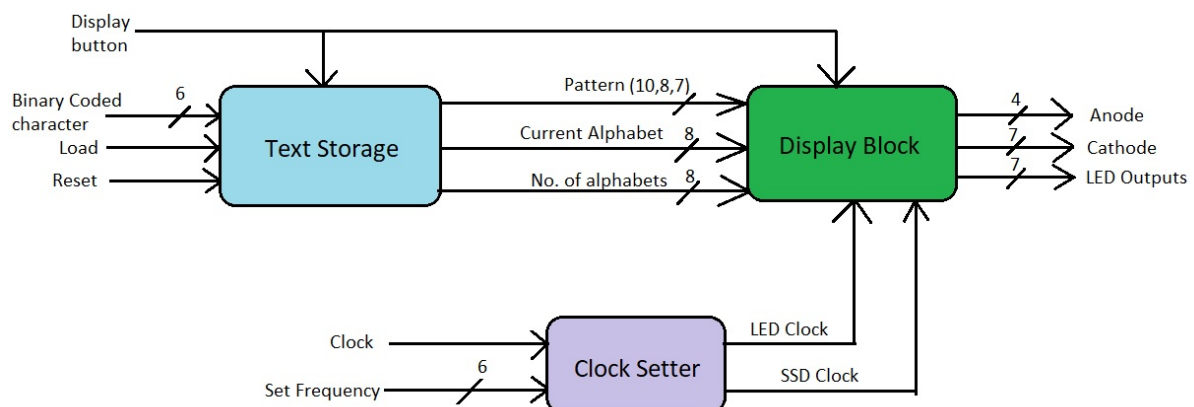 Display
button
Binary Coded
character
6
Load
Reset
Text Storage
Pattern (10,8,7)
Current Alphabet
8
No. of alphabets
8
Display Block
4
Anode
7
Cathode
7
LED Outputs
Clock
Set Frequency
6
Clock Setter
LED Clock
SSD Clock